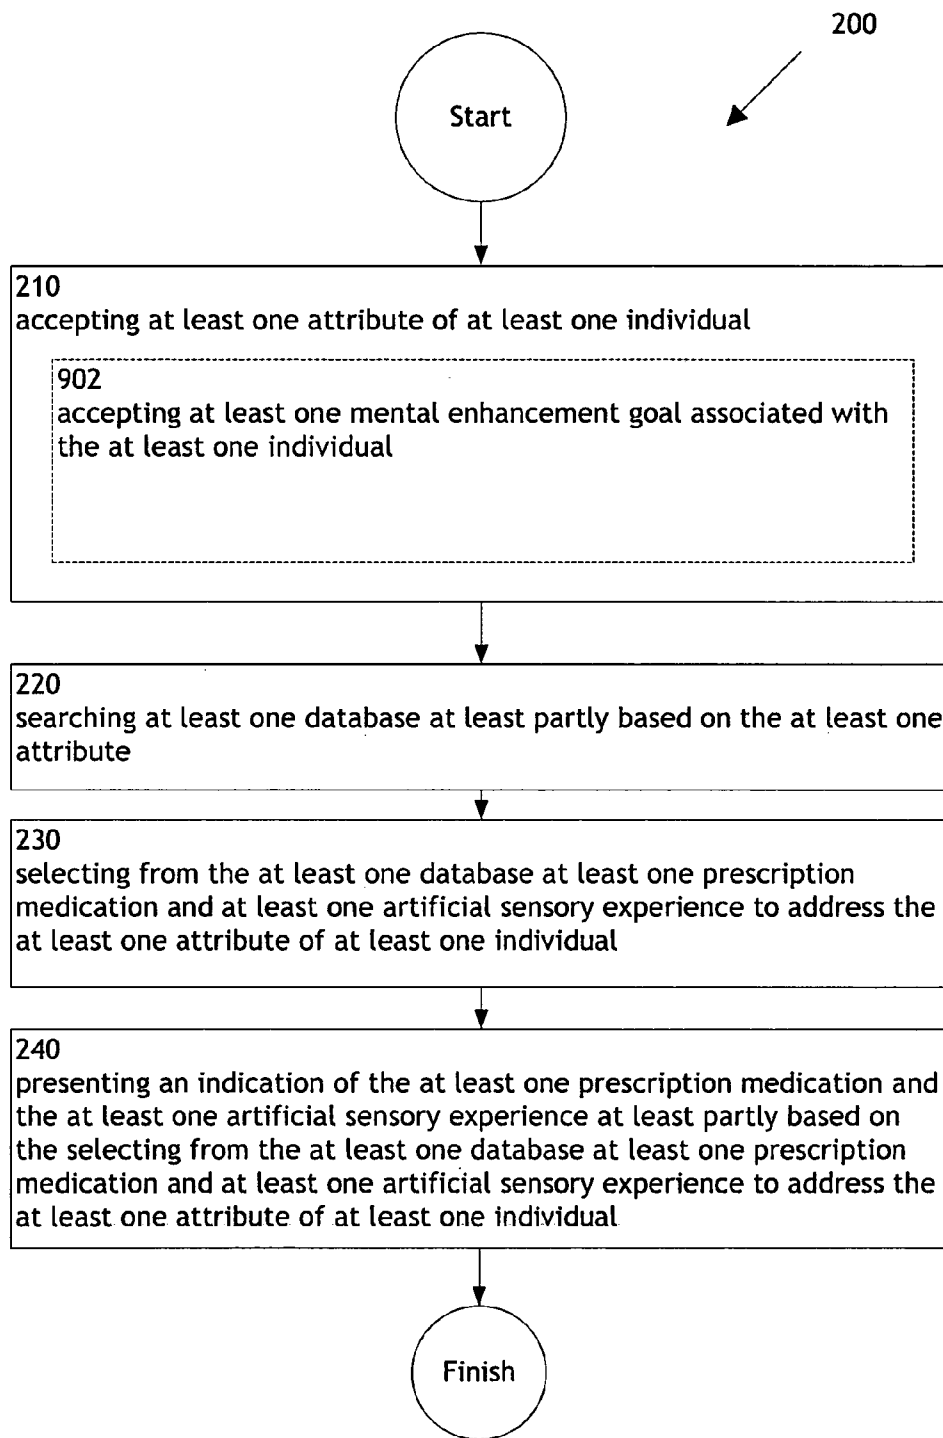 200
Start
210
accepting at least one attribute of at least one individual
902
accepting at least one mental enhancement goal associated with
the at least one individual
220
searching at least one database at least partly based on the at least one
attribute
230
selecting from the at least one database at least one prescription
medication and at least one artificial sensory experience to address the
at least one attribute of at least one individual
240
presenting an indication of the at least one prescription medication and
the at least one artificial sensory experience at least partly based on
the selecting from the at least one database at least one prescription
medication and at least one artificial sensory experience to address the
at least one attribute of at least one individual
Finish